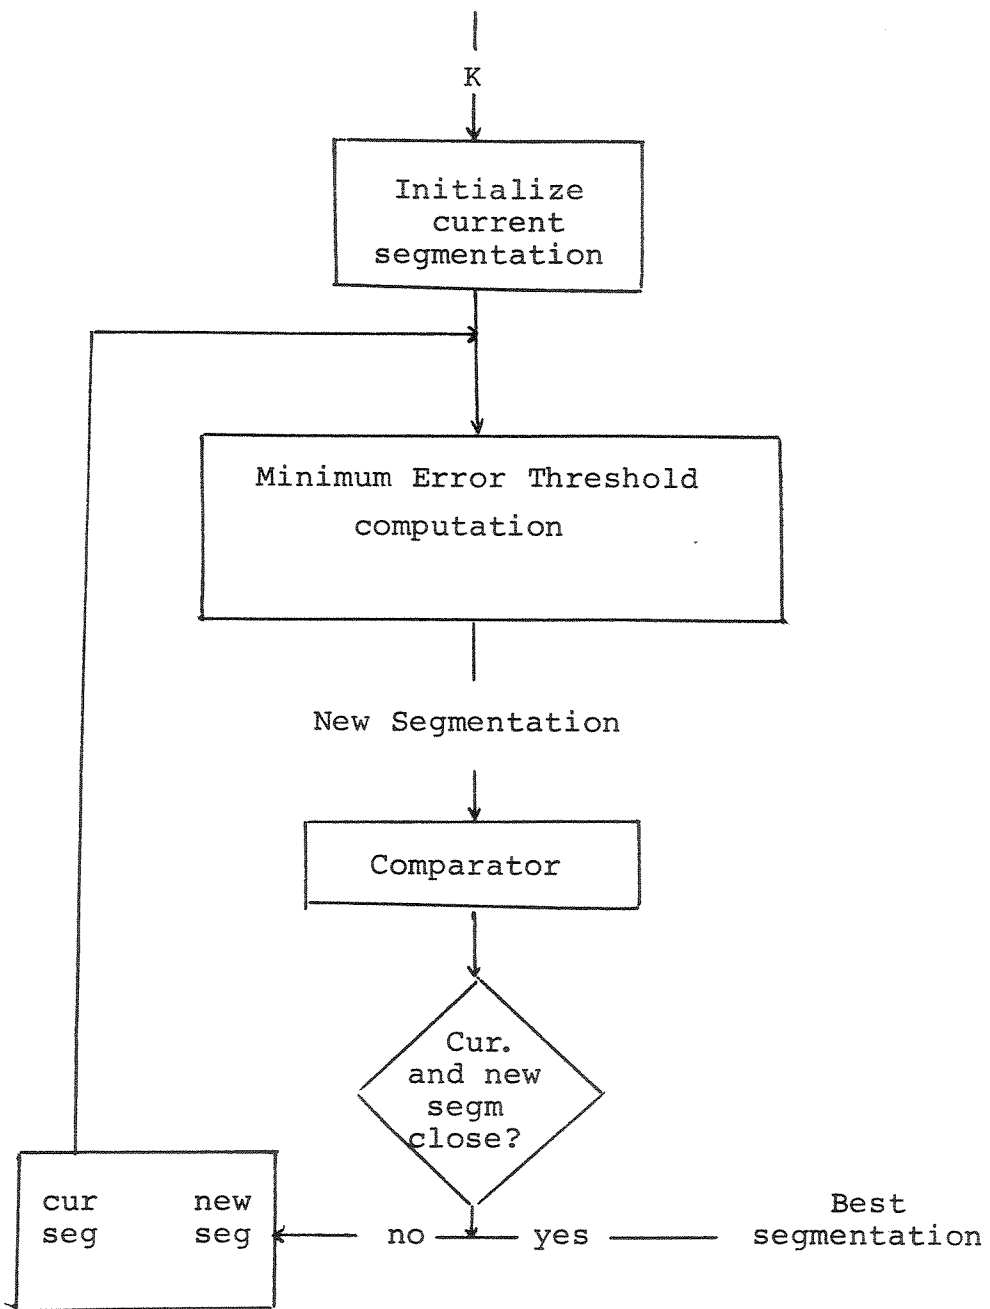 K
Initialize
current
segmentation
Minimum Error Threshold
computation
New Segmentation
Comparator
Cur.
and new
segm
close?
cur new
seg seg
no yes
Best
segmentation